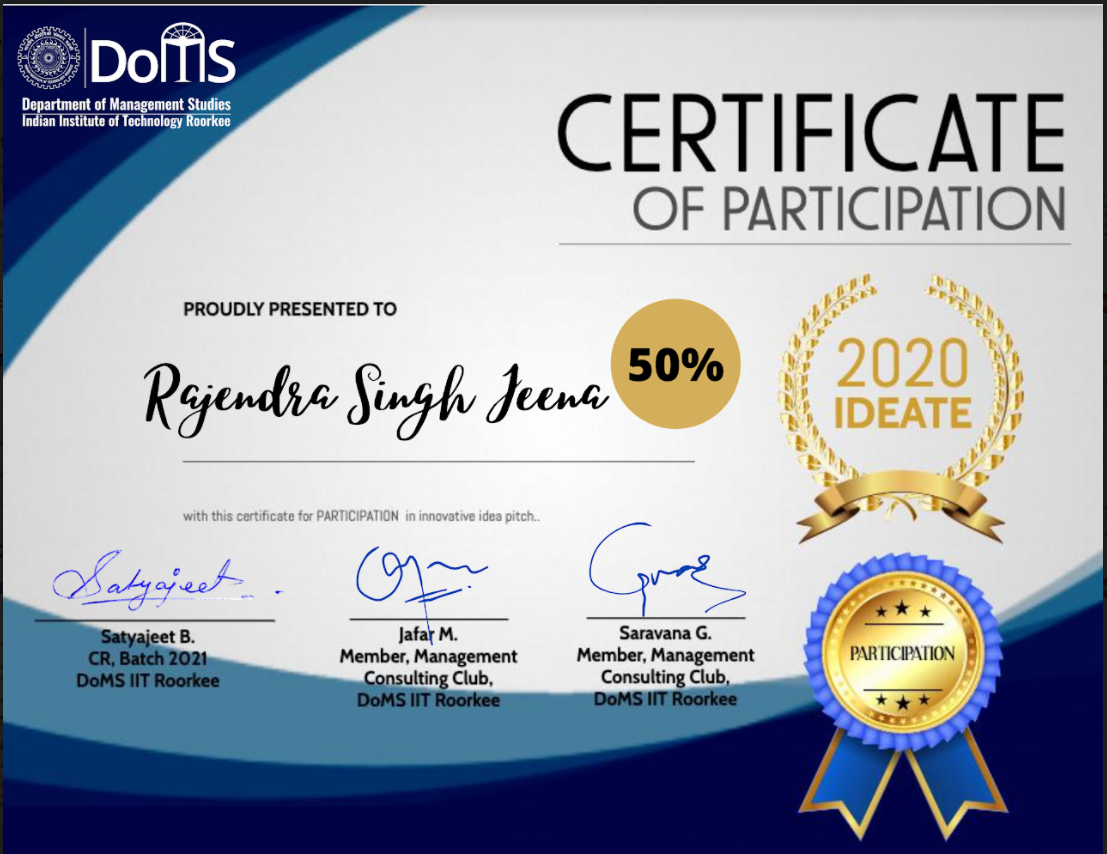 DoMS
Department of Management Studies
Indian Institute of Technology Roorkee
CERTIFICATE
OF PARTICIPATION
PROUDLY PRESENTED TO
Rajendra Singh Jeena
50%
2020
IDEATE
with this certificate for PARTICIPATION in innovative idea pitch..
Satyajeet
Satyajeet B.
CR, Batch 2021
DoMS IIT Roorkee
Jafar M.
Member, Management
Consulting Club,
DoMS IIT Roorkee
Saravana G.
Member, Management
Consulting Club,
DoMS IIT Roorkee
PARTICIPATION